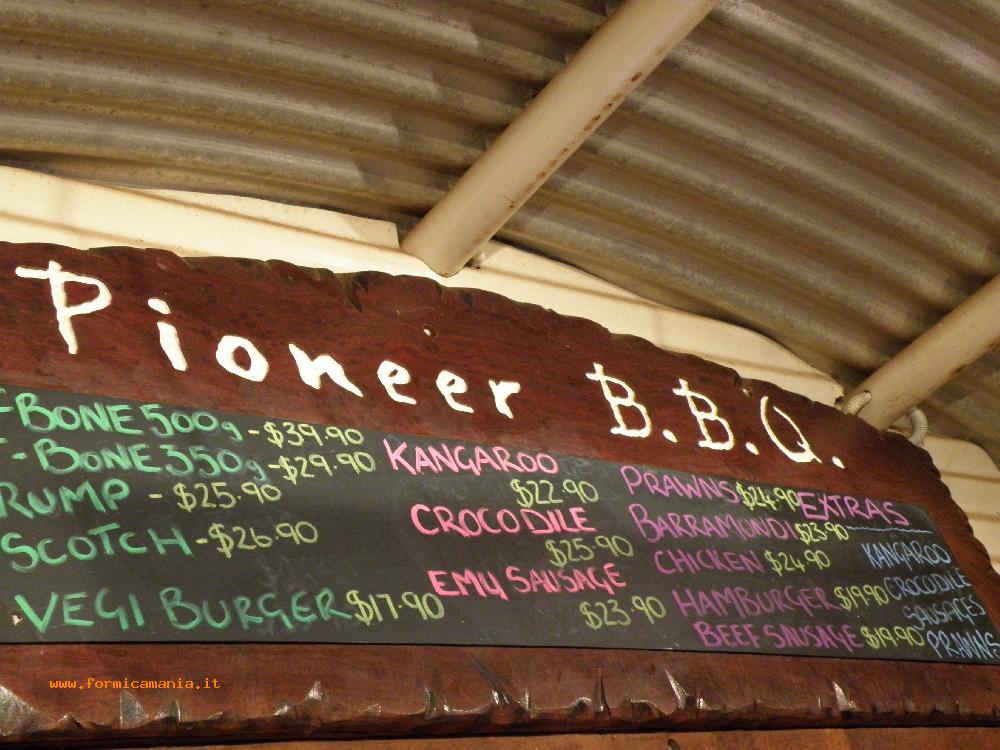 Pioneer B.B.Q.
-BONE 500g - $39.90
-BONE 350g - $29.90
RUMP - $25.90
SCOTCH - $26.90
VEGI BURGER $17.90
KANGAROO
$22.90
CROCODILE
$25.90
EMU SAUSAGE
$23.90
PRAWNS $24.90
BARRAMUNDI $23.90
CHICKEN $24.90
HAMBURGER $19.90
BEEF SAUSAGE $19.90
EXTRAS
KANGAROO
CROCODILE
SAUSAGES
PRAWNS
www.formicamania.it